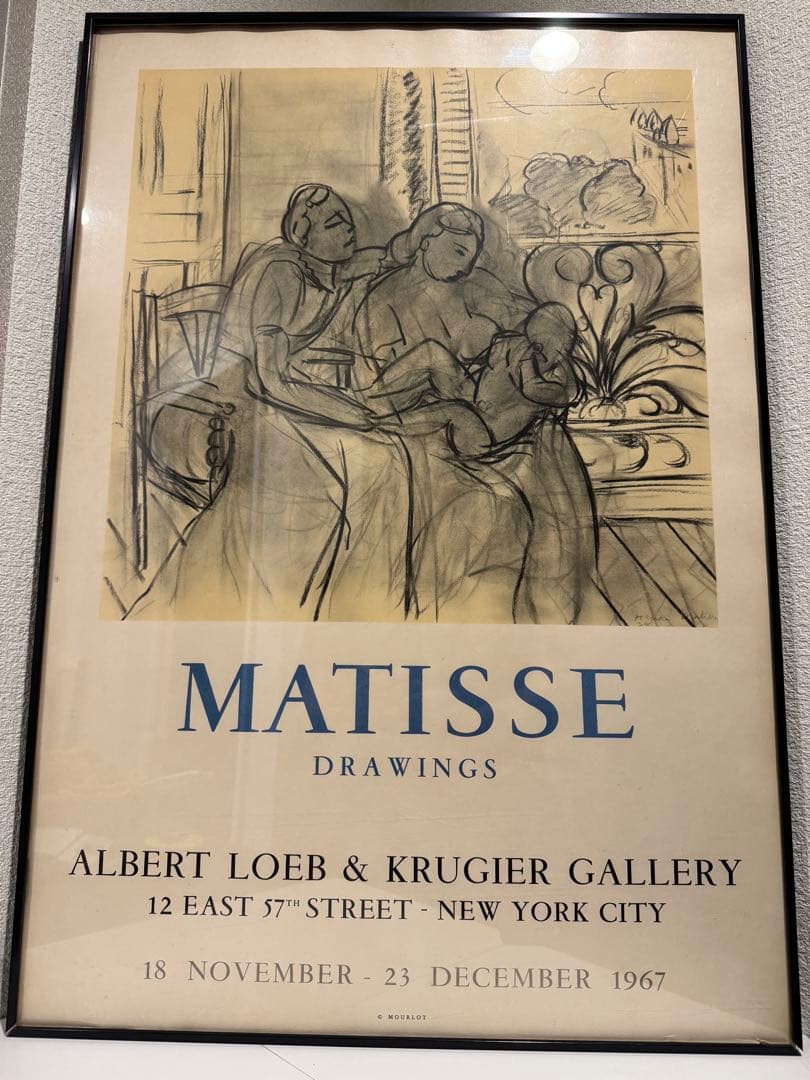 MATISSE
DRAWINGS
ALBERT LOEB & KRUGIER GALLERY
12 EAST 57TH STREET - NEW YORK CITY
18 NOVEMBER - 23 DECEMBER 1967
© MOURLOT